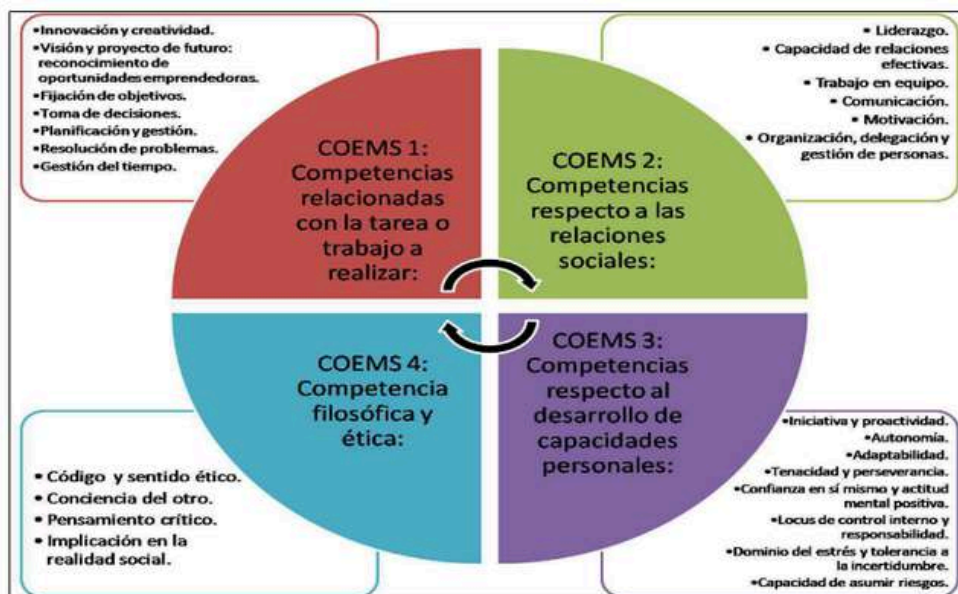 •Innovación y creatividad.
•Visión y proyecto de futuro:
reconocimiento de
oportunidades emprendedoras.
•Fijación de objetivos.
•Toma de decisiones.
•Planificación y gestión.
•Resolución de problemas.
•Gestión del tiempo.
• Liderazgo.
• Capacidad de relaciones
efectivas.
• Trabajo en equipo.
• Comunicación.
• Motivación.
• Organización, delegación y
gestión de personas.
COEMS 1:
Competencias
relacionadas
con la tarea o
trabajo a
realizar:
COEMS 2:
Competencias
respecto a las
relaciones
sociales:
COEMS 4:
Competencia
filosófica y
ética:
COEMS 3:
Competencias
respecto al
desarrollo de
capacidades
personales:
• Código y sentido ético.
• Conciencia del otro.
• Pensamiento crítico.
• Implicación en la
realidad social.
•Iniciativa y proactividad.
•Autonomía.
•Adaptabilidad.
•Tenacidad y perseverancia.
•Confianza en sí mismo y actitud
mental positiva.
•Locus de control interno y
responsabilidad.
•Dominio del estrés y tolerancia a
la incertidumbre.
•Capacidad de asumir riesgos.